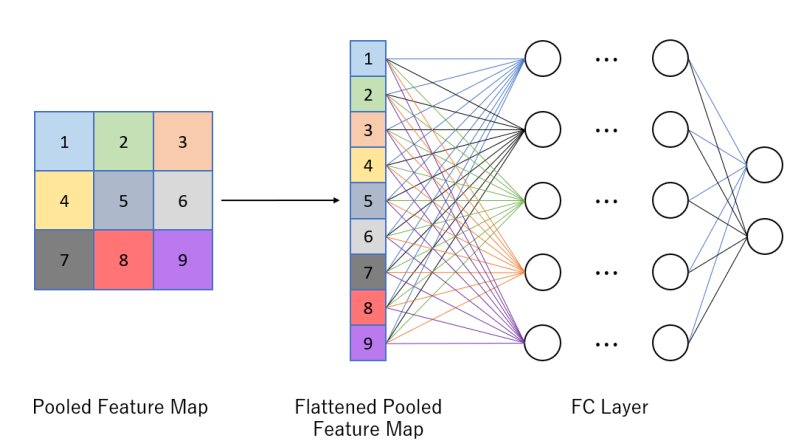 1 2 3
4 5 6
7 8 9
1
2
3
4
5
6
7
8
9
...
...
...
...
...
Pooled Feature Map
Flattened Pooled
Feature Map
FC Layer